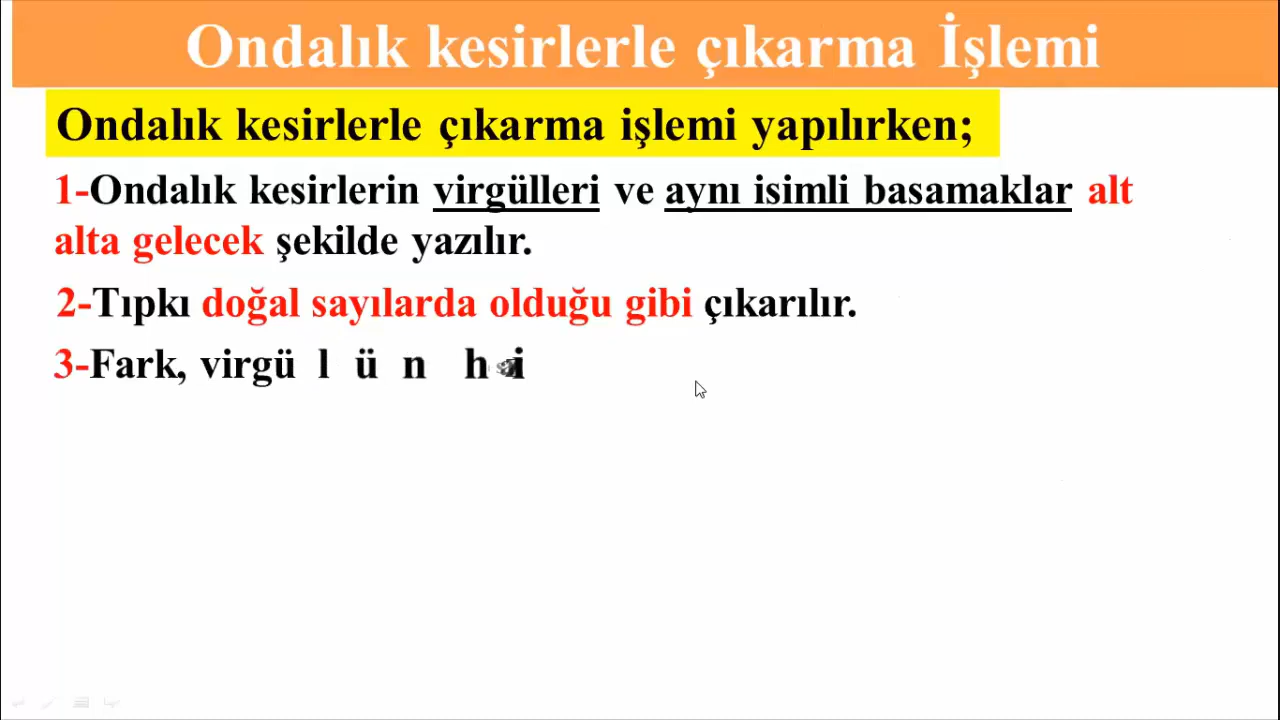 Ondalık kesirlerle çıkarma İşlemi
Ondalık kesirlerle çıkarma işlemi yapılırken;
1-Ondalık kesirlerin virgülleri ve aynı isimli basamaklar alt
alta gelecek şekilde yazılır.
2-Tıpkı doğal sayılarda olduğu gibi çıkarılır.
3-Fark, virgülün